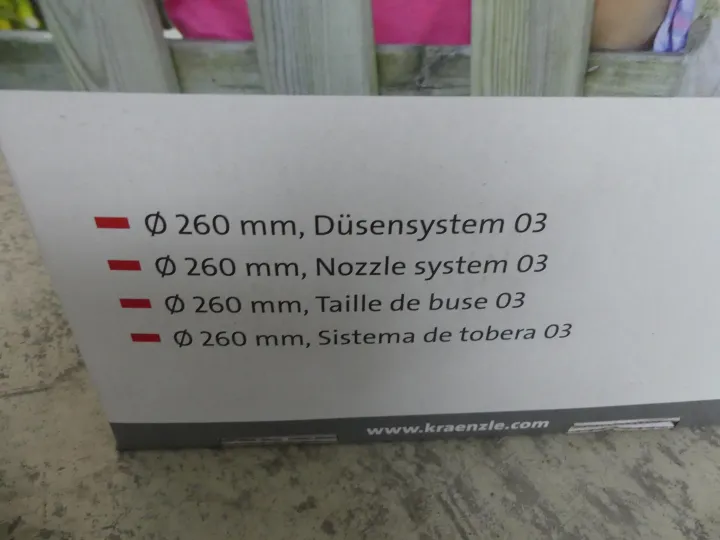 Ø 260 mm, Düsensystem 03
Ø 260 mm, Nozzle system 03
Ø 260 mm, Taille de buse 03
Ø 260 mm, Sistema de tobera 03
www.kraenzle.com